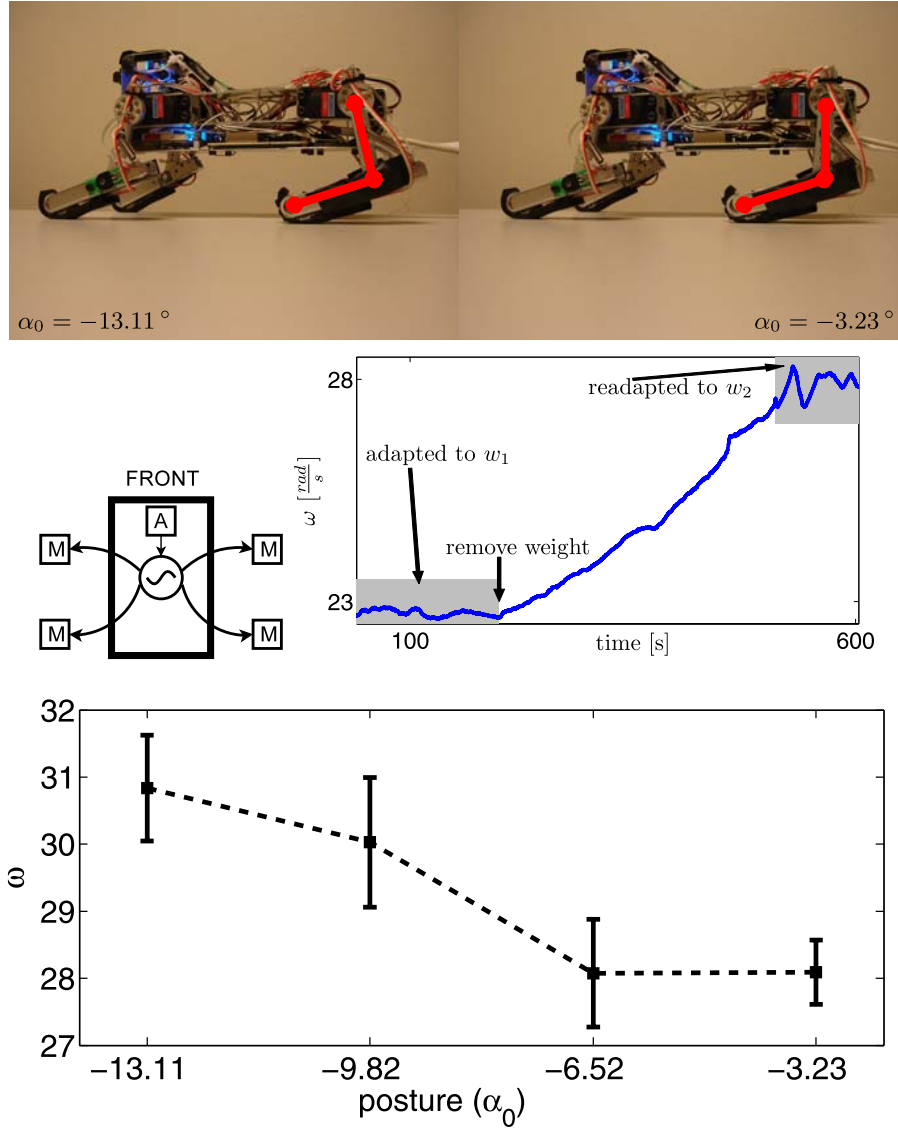 α₀ = −13.11°
α₀ = −3.23°
28
readapted to w₂
adapted to w₁
ω [rad/s]
remove weight
23
100
time [s]
600
FRONT
A
M
M
M
M
32
31
30
29
28
27
ω
−13.11
−9.82
−6.52
−3.23
posture (α₀)